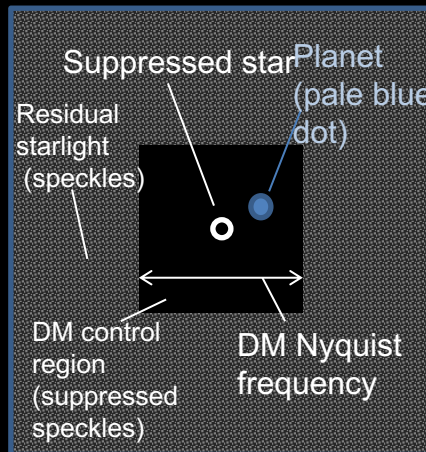 Suppressed star
Planet
(pale blue
dot)
Residual
starlight
(speckles)
DM control
region
(suppressed
speckles)
DM Nyquist
frequency